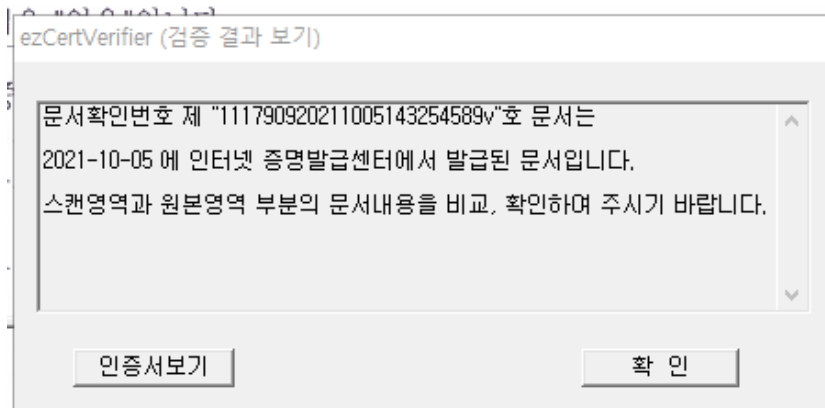 ezCertVerifier (검증 결과 보기)
문서확인번호 제 "111790920211005143254589v"호 문서는
2021-10-05 에 인터넷 증명발급센터에서 발급된 문서입니다.
스캔영역과 원본영역 부분의 문서내용을 비교, 확인하여 주시기 바랍니다.
인증서보기
확 인